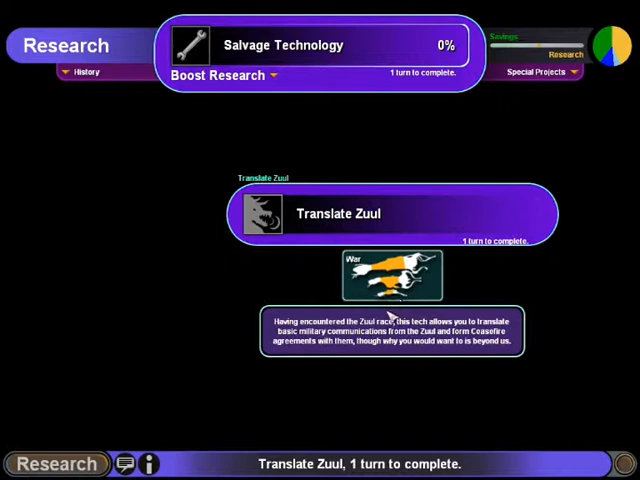 Research
Salvage Technology
0%
Savings
Research
Boost Research
1 turn to complete.
History
Special Projects
Translate Zuul
Translate Zuul
1 turn to complete.
War
Having encountered the Zuul race, this tech allows you to translate
basic military communications from the Zuul and form Ceasefire
agreements with them, though why you would want to is beyond us.
Research
Translate Zuul, 1 turn to complete.